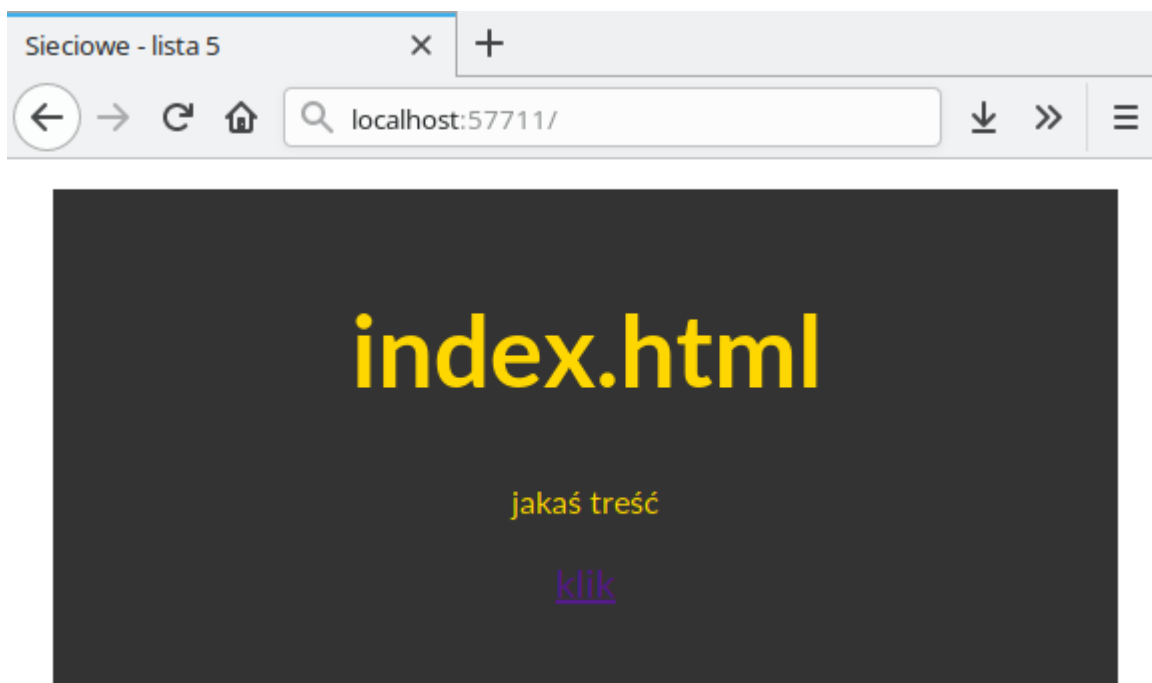 Sieciowe - lista 5
localhost:57711/
index.html
jakaś treść
klik